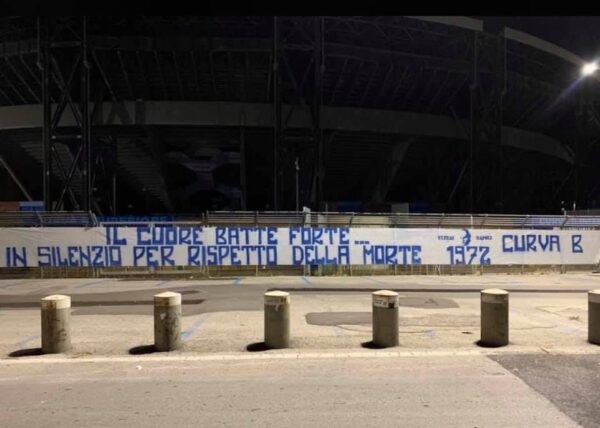 IL CUORE BATTE FORTE...
IN SILENZIO PER RISPETTO DELLA MORTE
1972
CURVA B